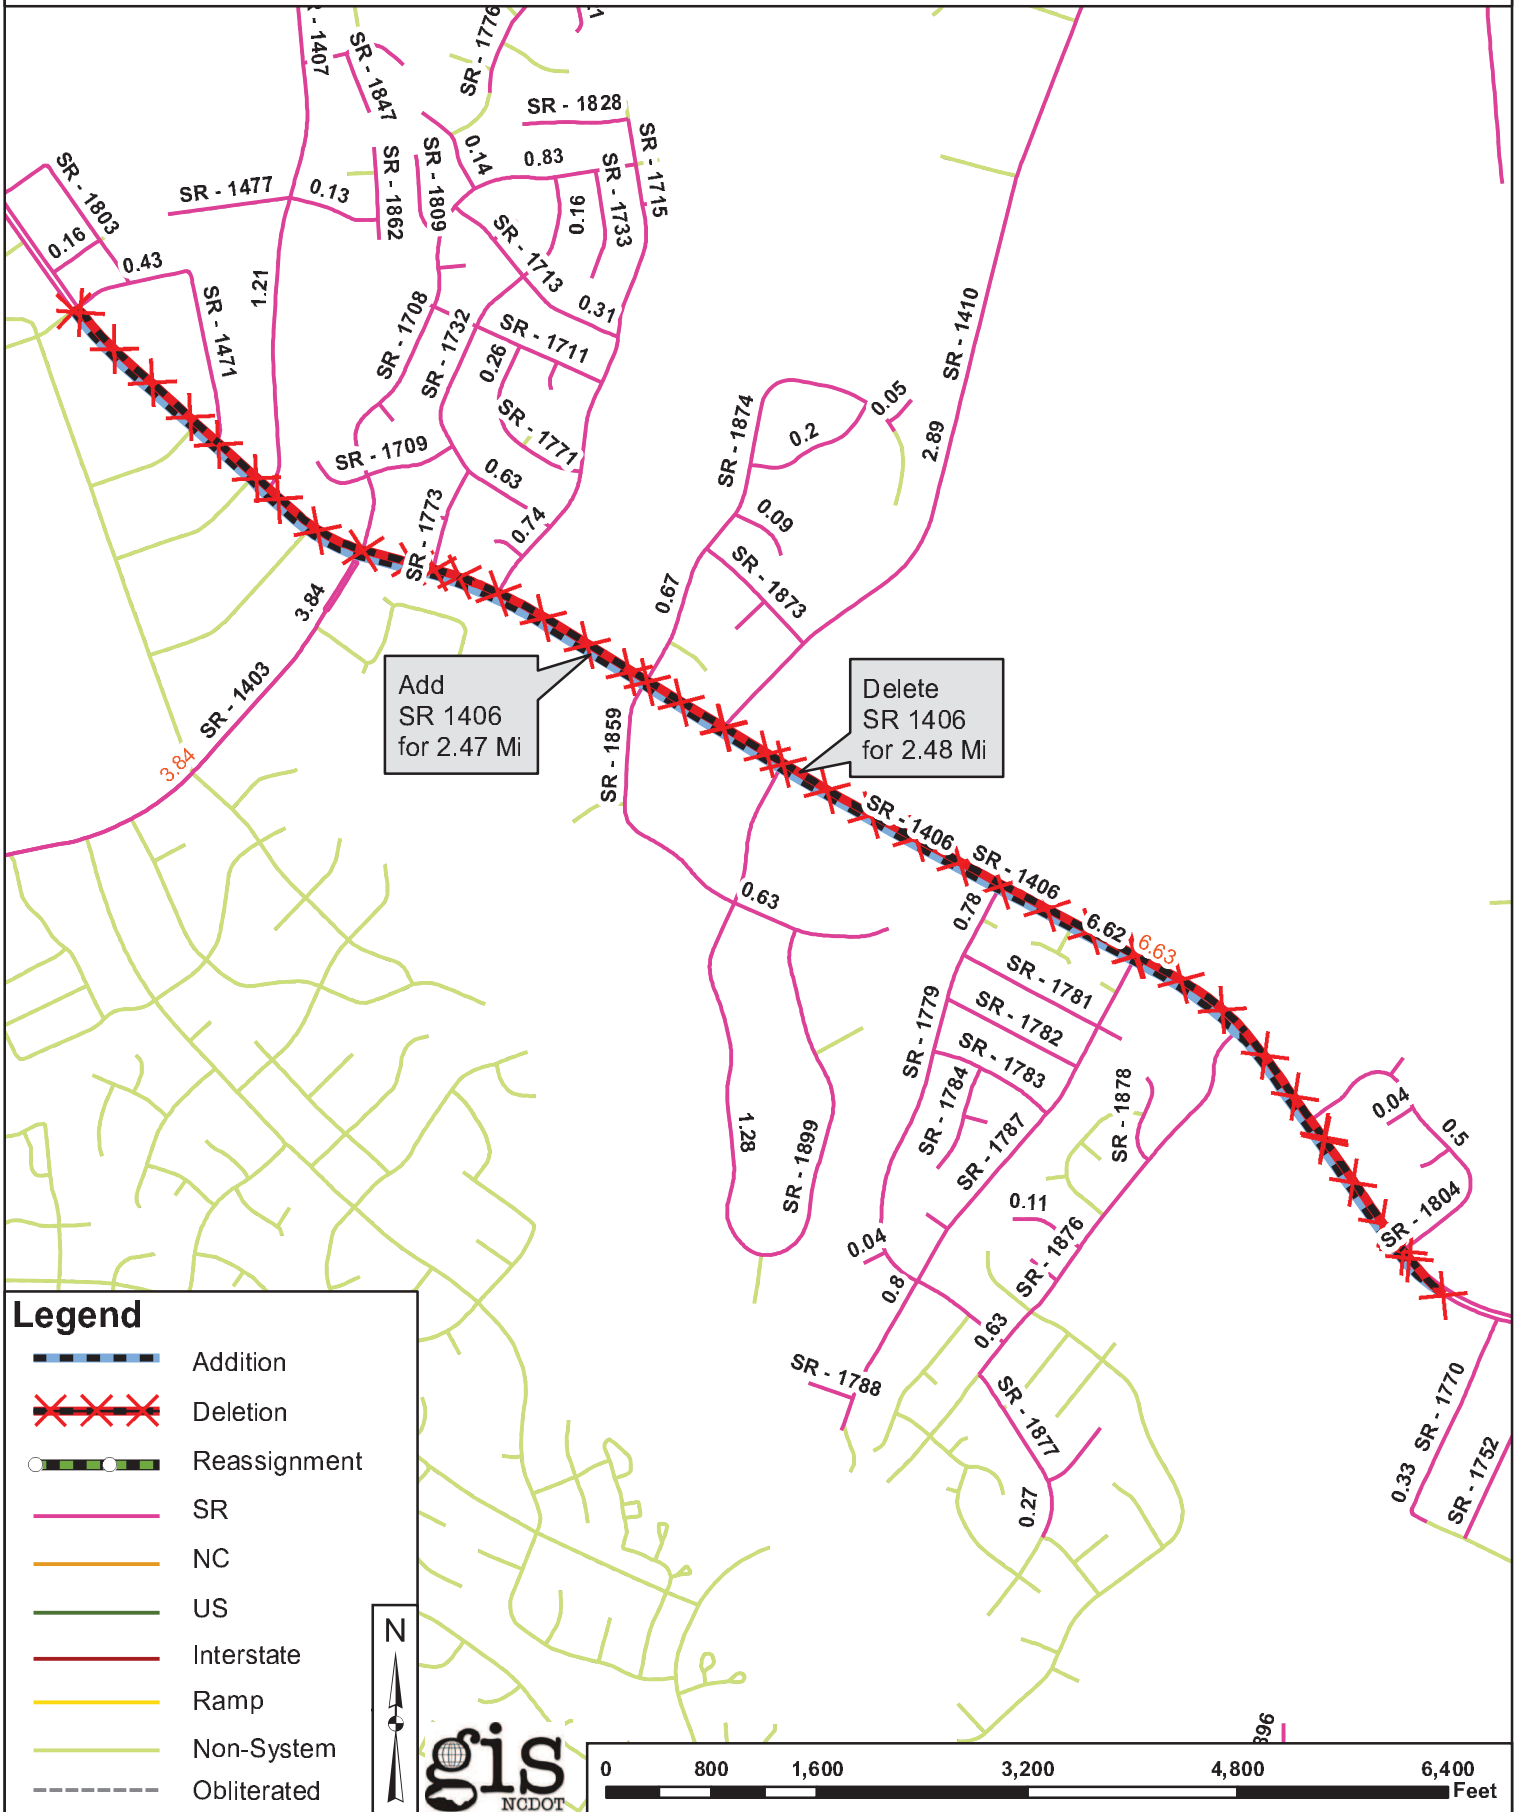 SR - 1776
R - 1407
SR - 1847
SR - 1828
SR - 1803
SR - 1477
0.13
SR - 1862
SR - 1809
0.14
0.83
0.16
SR - 1733
SR - 1715
0.16
0.43
SR - 1471
1.21
SR - 1713
0.31
SR - 1708
SR - 1732
SR - 1711
0.26
SR - 1771
SR - 1709
0.63
SR - 1773
0.74
SR - 1410
2.89
0.05
SR - 1874
0.2
0.09
0.67
SR - 1873
3.84
SR - 1403
3.84
Add
SR 1406
for 2.47 Mi
Delete
SR 1406
for 2.48 Mi
SR - 1859
SR - 1406
SR - 1406
0.63
0.78
6.62
6.63
SR - 1781
SR - 1782
SR - 1783
SR - 1779
SR - 1784
SR - 1787
SR - 1878
0.04
0.5
SR - 1804
1.28
SR - 1899
0.11
SR - 1876
0.04
0.8
0.63
SR - 1788
SR - 1877
0.27
SR - 1770
0.33
SR - 1752
896
Legend
Addition
Deletion
Reassignment
SR
NC
US
Interstate
Ramp
Non-System
Obliterated
N
gis
NCDOT
0 800 1,600 3,200 4,800 6,400
Feet